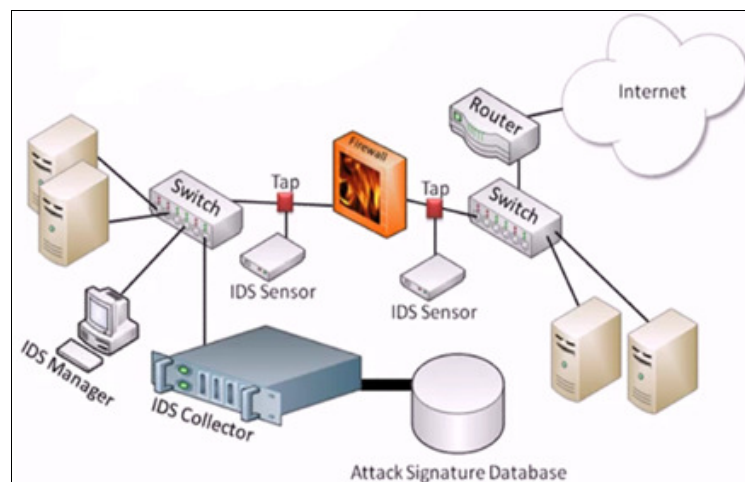 Internet
Router
Firewall
Tap
Tap
Switch
Switch
IDS Sensor
IDS Sensor
IDS Manager
IDS Collector
Attack Signature Database